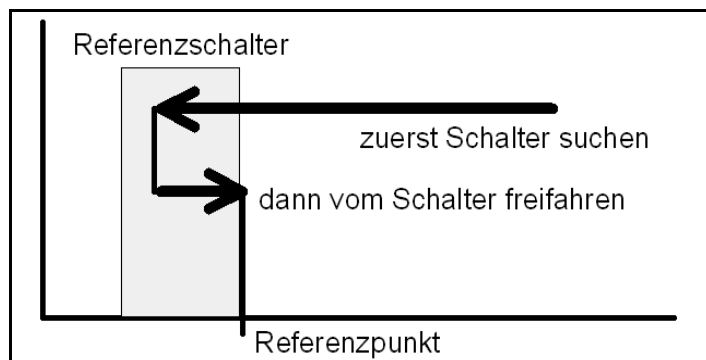 Referenzschalter
zuerst Schalter suchen
dann vom Schalter freifahren
Referenzpunkt